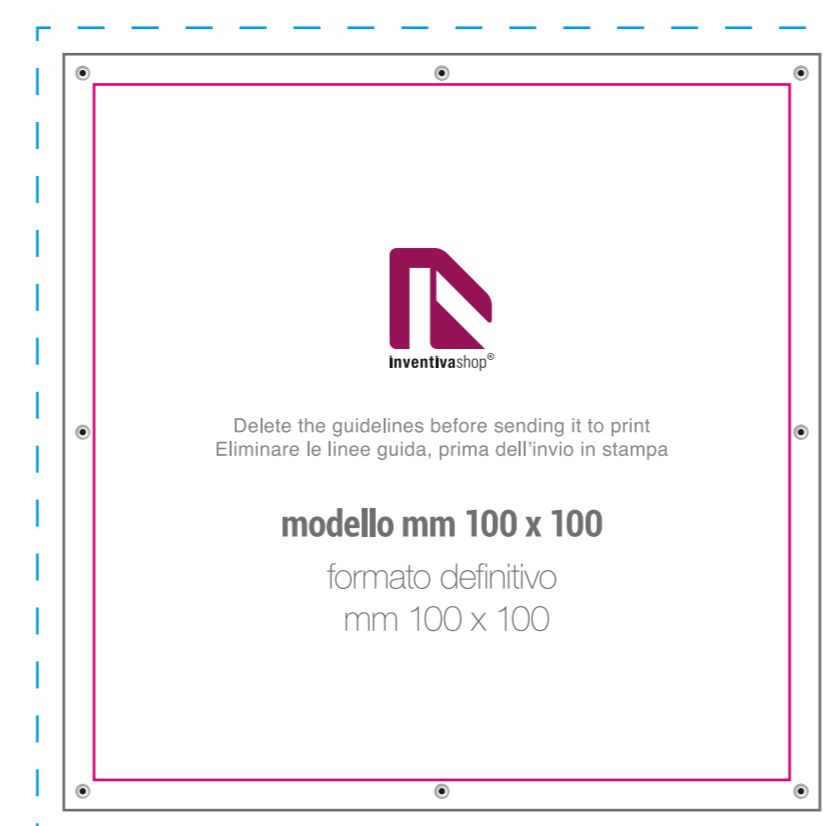 inventivashop®
Delete the guidelines before sending it to print
Eliminare le linee guida, prima dell'invio in stampa
modello mm 100 x 100
formato definitivo
mm 100 x 100